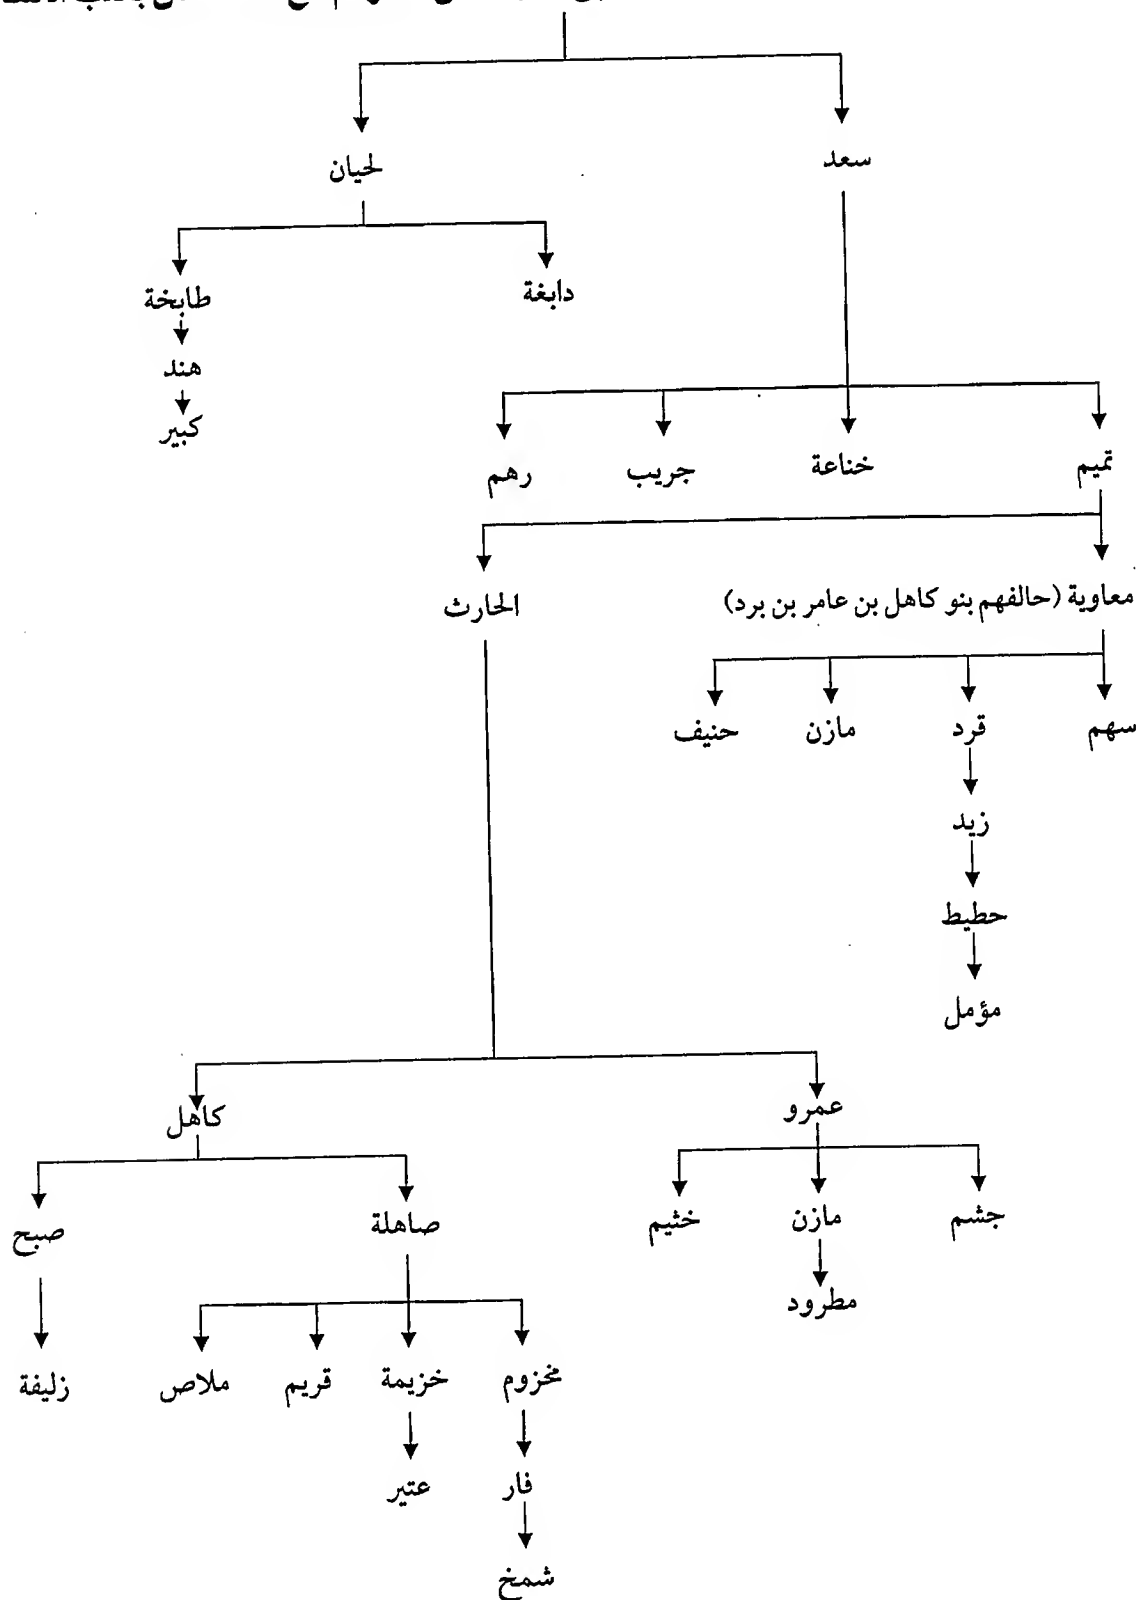 سعد لحيان
دابغة طابخة
هند
كبير
تميم خناعة جريب رهم
معاوية (حالفهم بنو كاهل بن عامر بن برد) الحارث
سهم قرد مازن حنيف
زيد
حطيط
مؤمل
عمرو كاهل
جشم مازن خثيم صاهلة صبح
مطرود
مخزوم خزيمة قريم ملاص زليفة
فار عتير
شمخ